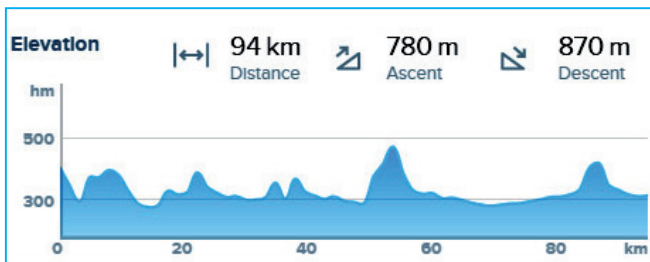 Elevation
94 km
Distance
780 m
Ascent
870 m
Descent
hm
500
300
0 20 40 60 80 km